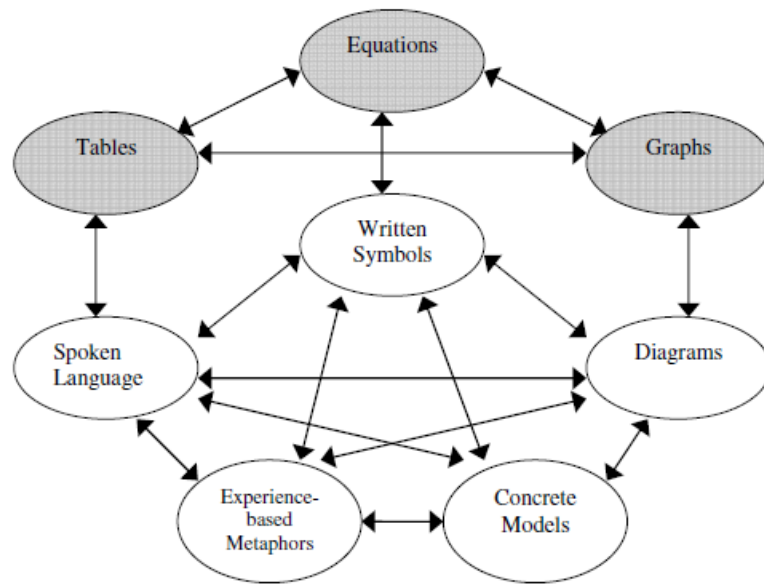 Equations
Tables
Graphs
Written
Symbols
Spoken
Language
Diagrams
Experience-
based
Metaphors
Concrete
Models